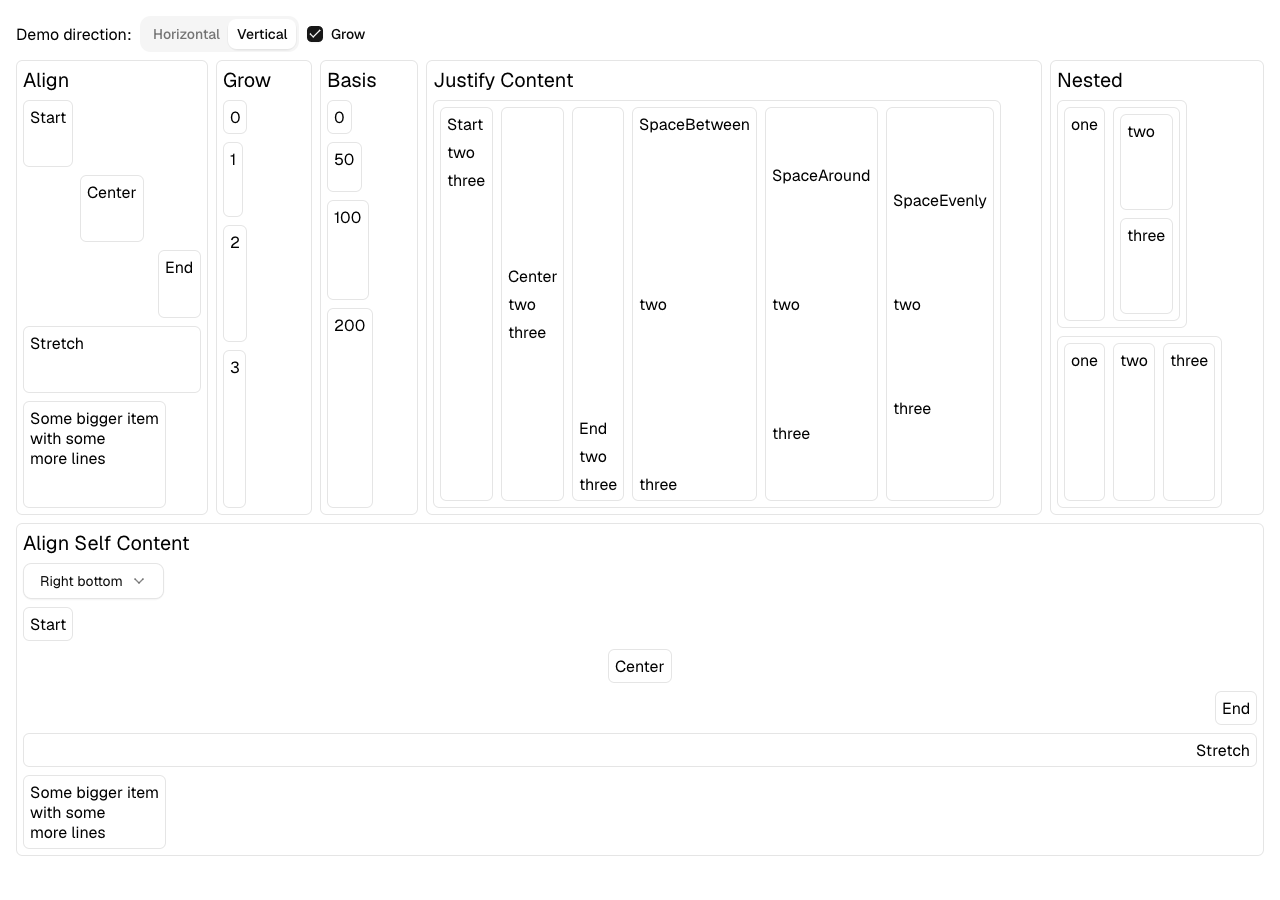 Demo direction: Horizontal Vertical Grow
Align
Start
Center
End
Stretch
Some bigger item
with some
more lines
Grow
0
1
2
3
Basis
0
50
100
200
Justify Content
Start
two
three
Center
two
three
End
two
three
SpaceBetween
two
three
SpaceAround
two
three
SpaceEvenly
two
three
Nested
one
two
three
one
two
three
Align Self Content
Right bottom
Start
Center
End
Stretch
Some bigger item
with some
more lines